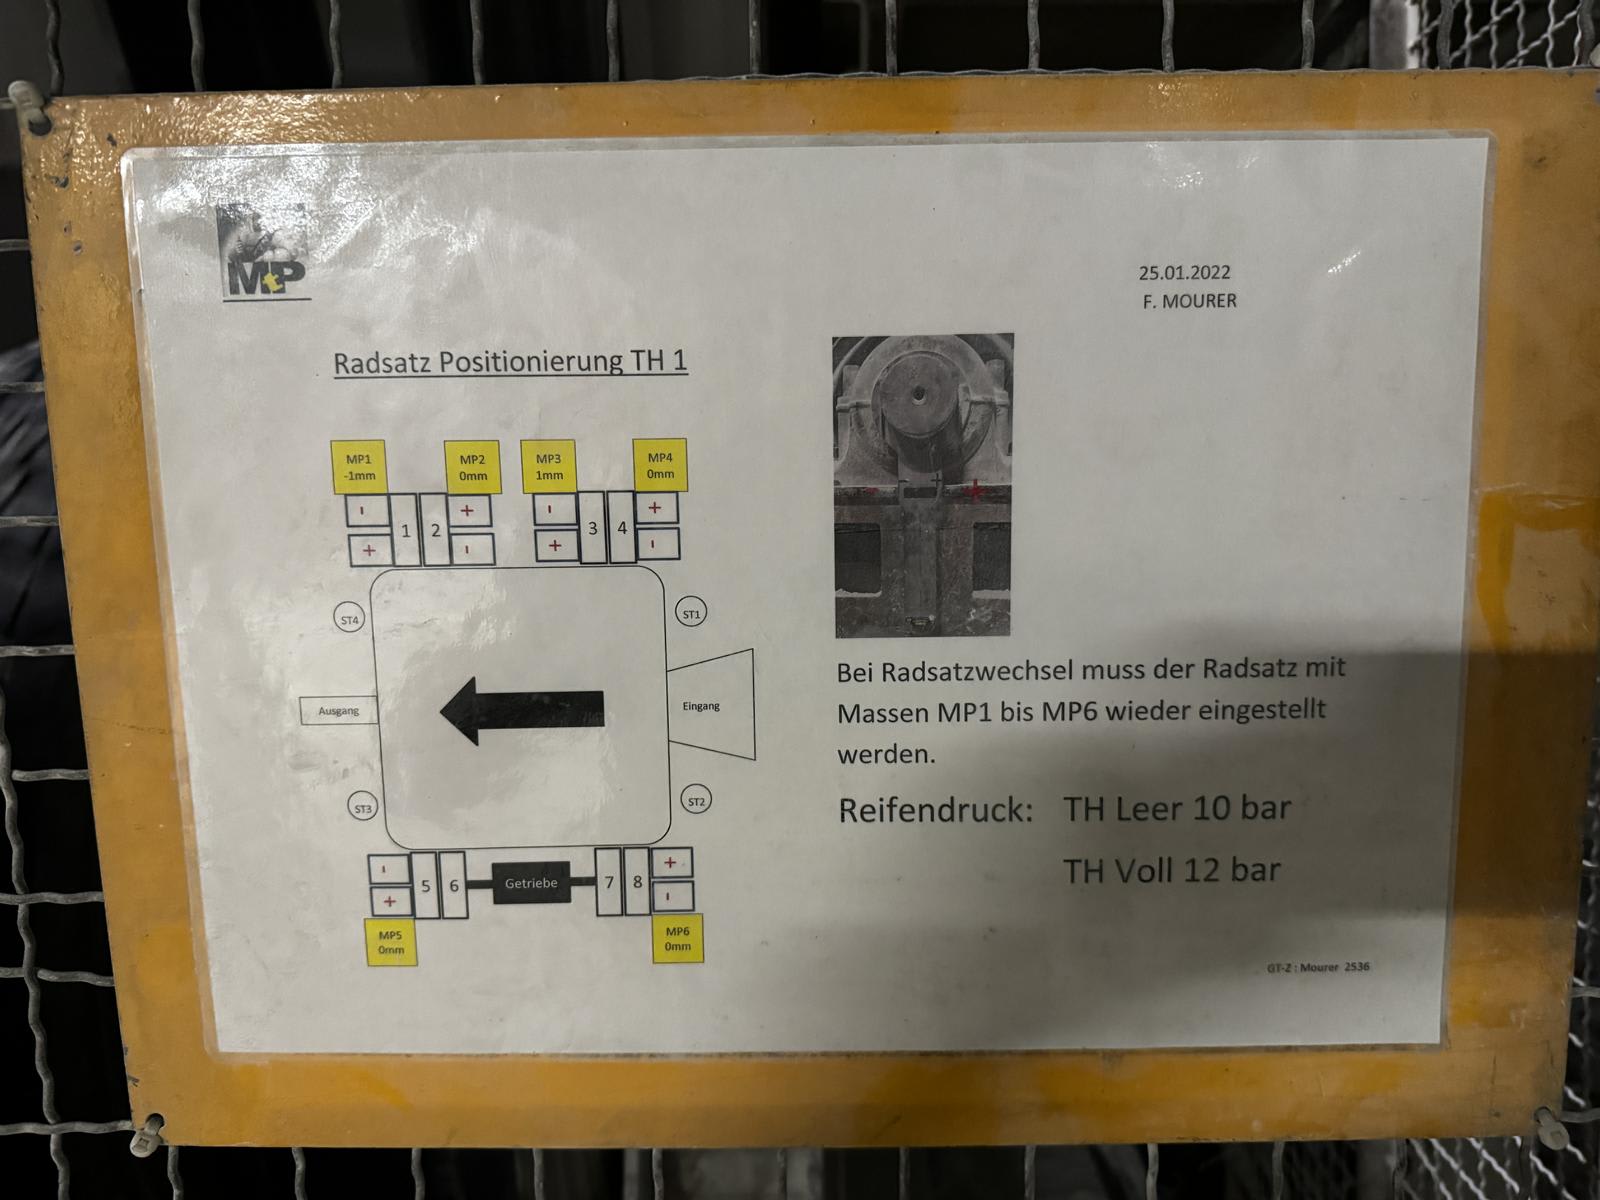 MtP
25.01.2022
F. MOURER
Radsatz Positionierung TH 1
MP1
-1mm
MP2
0mm
MP3
1mm
MP4
0mm
- 1 2 + - 3 4 +
+ - + -
ST4
ST1
Ausgang
Eingang
ST3
ST2
Bei Radsatzwechsel muss der Radsatz mit
Massen MP1 bis MP6 wieder eingestellt
werden.
Reifendruck: TH Leer 10 bar
TH Voll 12 bar
- 5 6 Getriebe 7 8 +
+ -
MP5
0mm
MP6
0mm
GT-Z : Mourer 2536